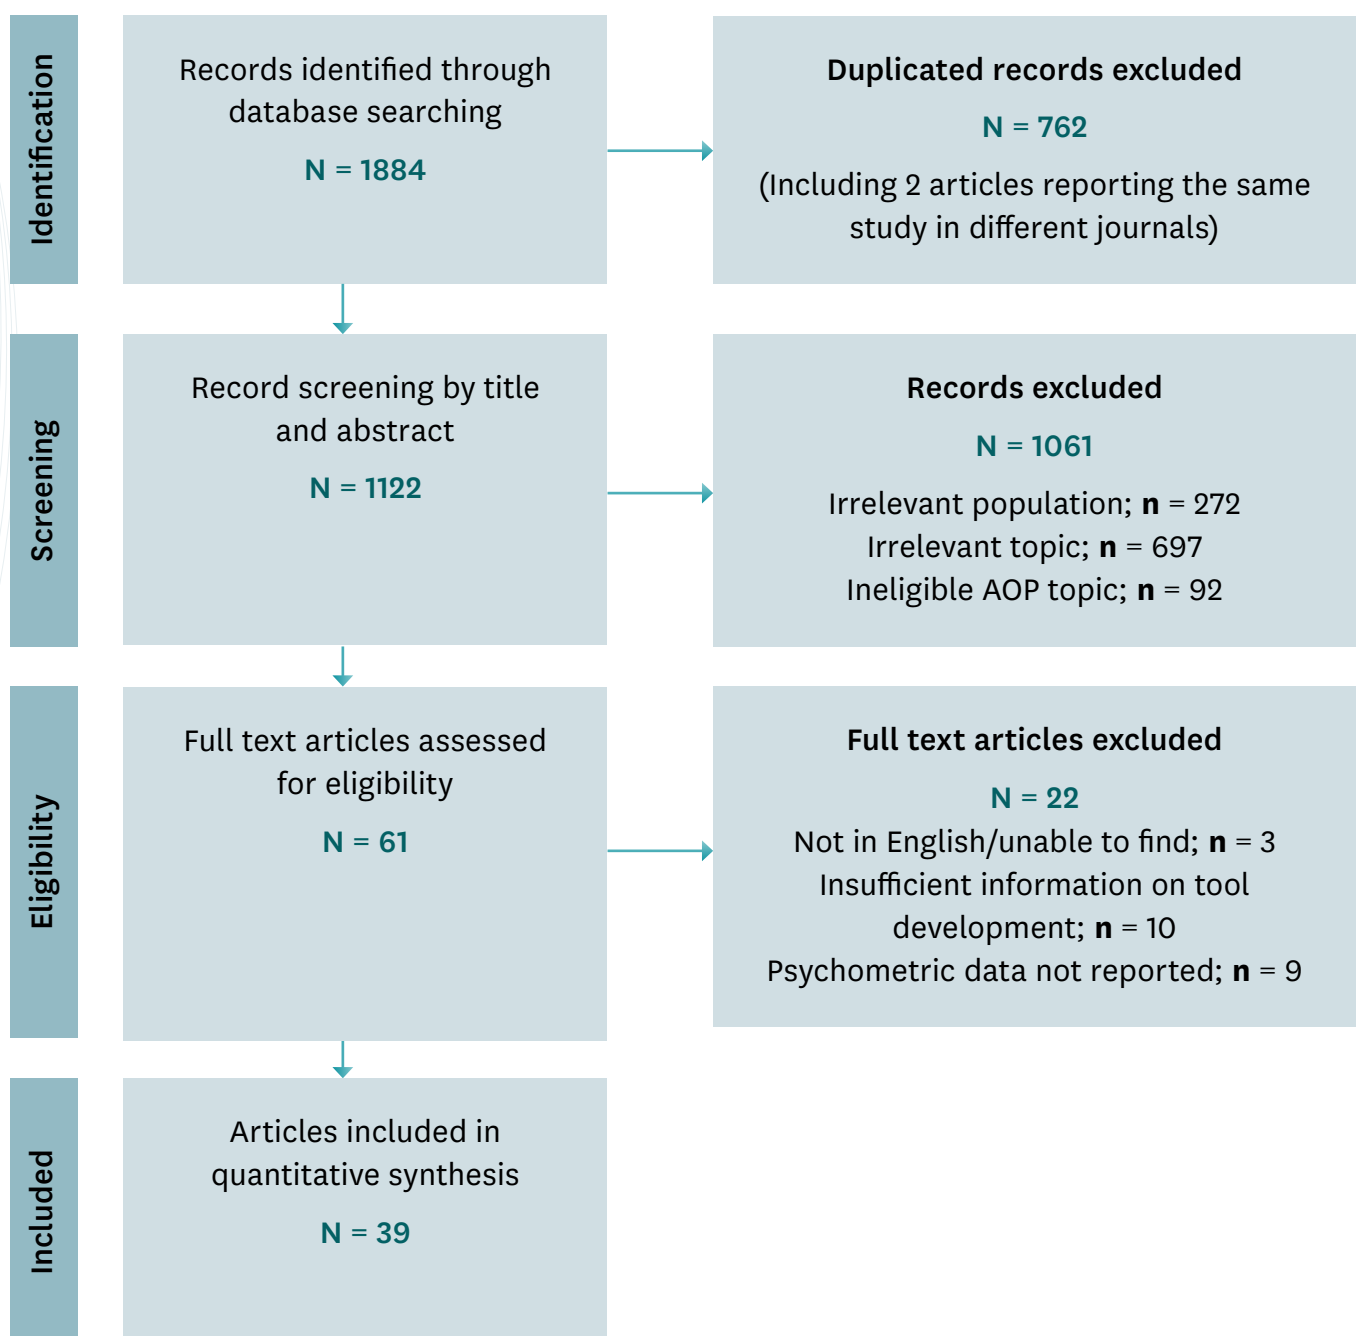 Identification
Records identified through
database searching
N = 1884
Duplicated records excluded
N = 762
(Including 2 articles reporting the same
study in different journals)
Screening
Record screening by title
and abstract
N = 1122
Records excluded
N = 1061
Irrelevant population; n = 272
Irrelevant topic; n = 697
Ineligible AOP topic; n = 92
Eligibility
Full text articles assessed
for eligibility
N = 61
Full text articles excluded
N = 22
Not in English/unable to find; n = 3
Insufficient information on tool
development; n = 10
Psychometric data not reported; n = 9
Included
Articles included in
quantitative synthesis
N = 39